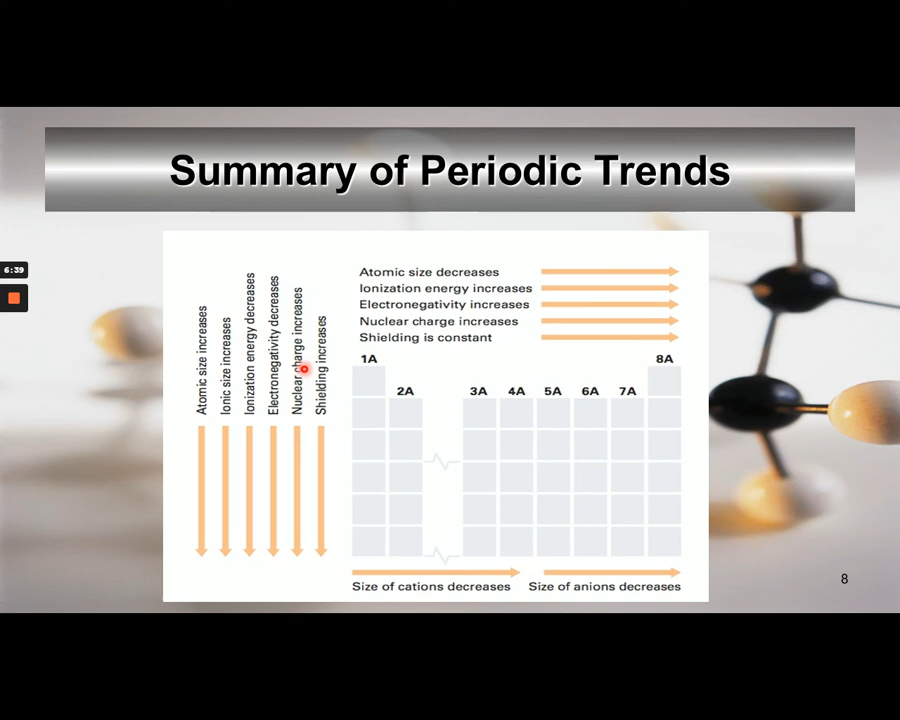 Summary of Periodic Trends
6:39
Atomic size increases
Ionic size increases
Ionization energy decreases
Electronegativity decreases
Nuclear charge increases
Shielding increases
Atomic size decreases
Ionization energy increases
Electronegativity increases
Nuclear charge increases
Shielding is constant
1A
8A
2A
3A 4A 5A 6A 7A
Size of cations decreases
Size of anions decreases
8